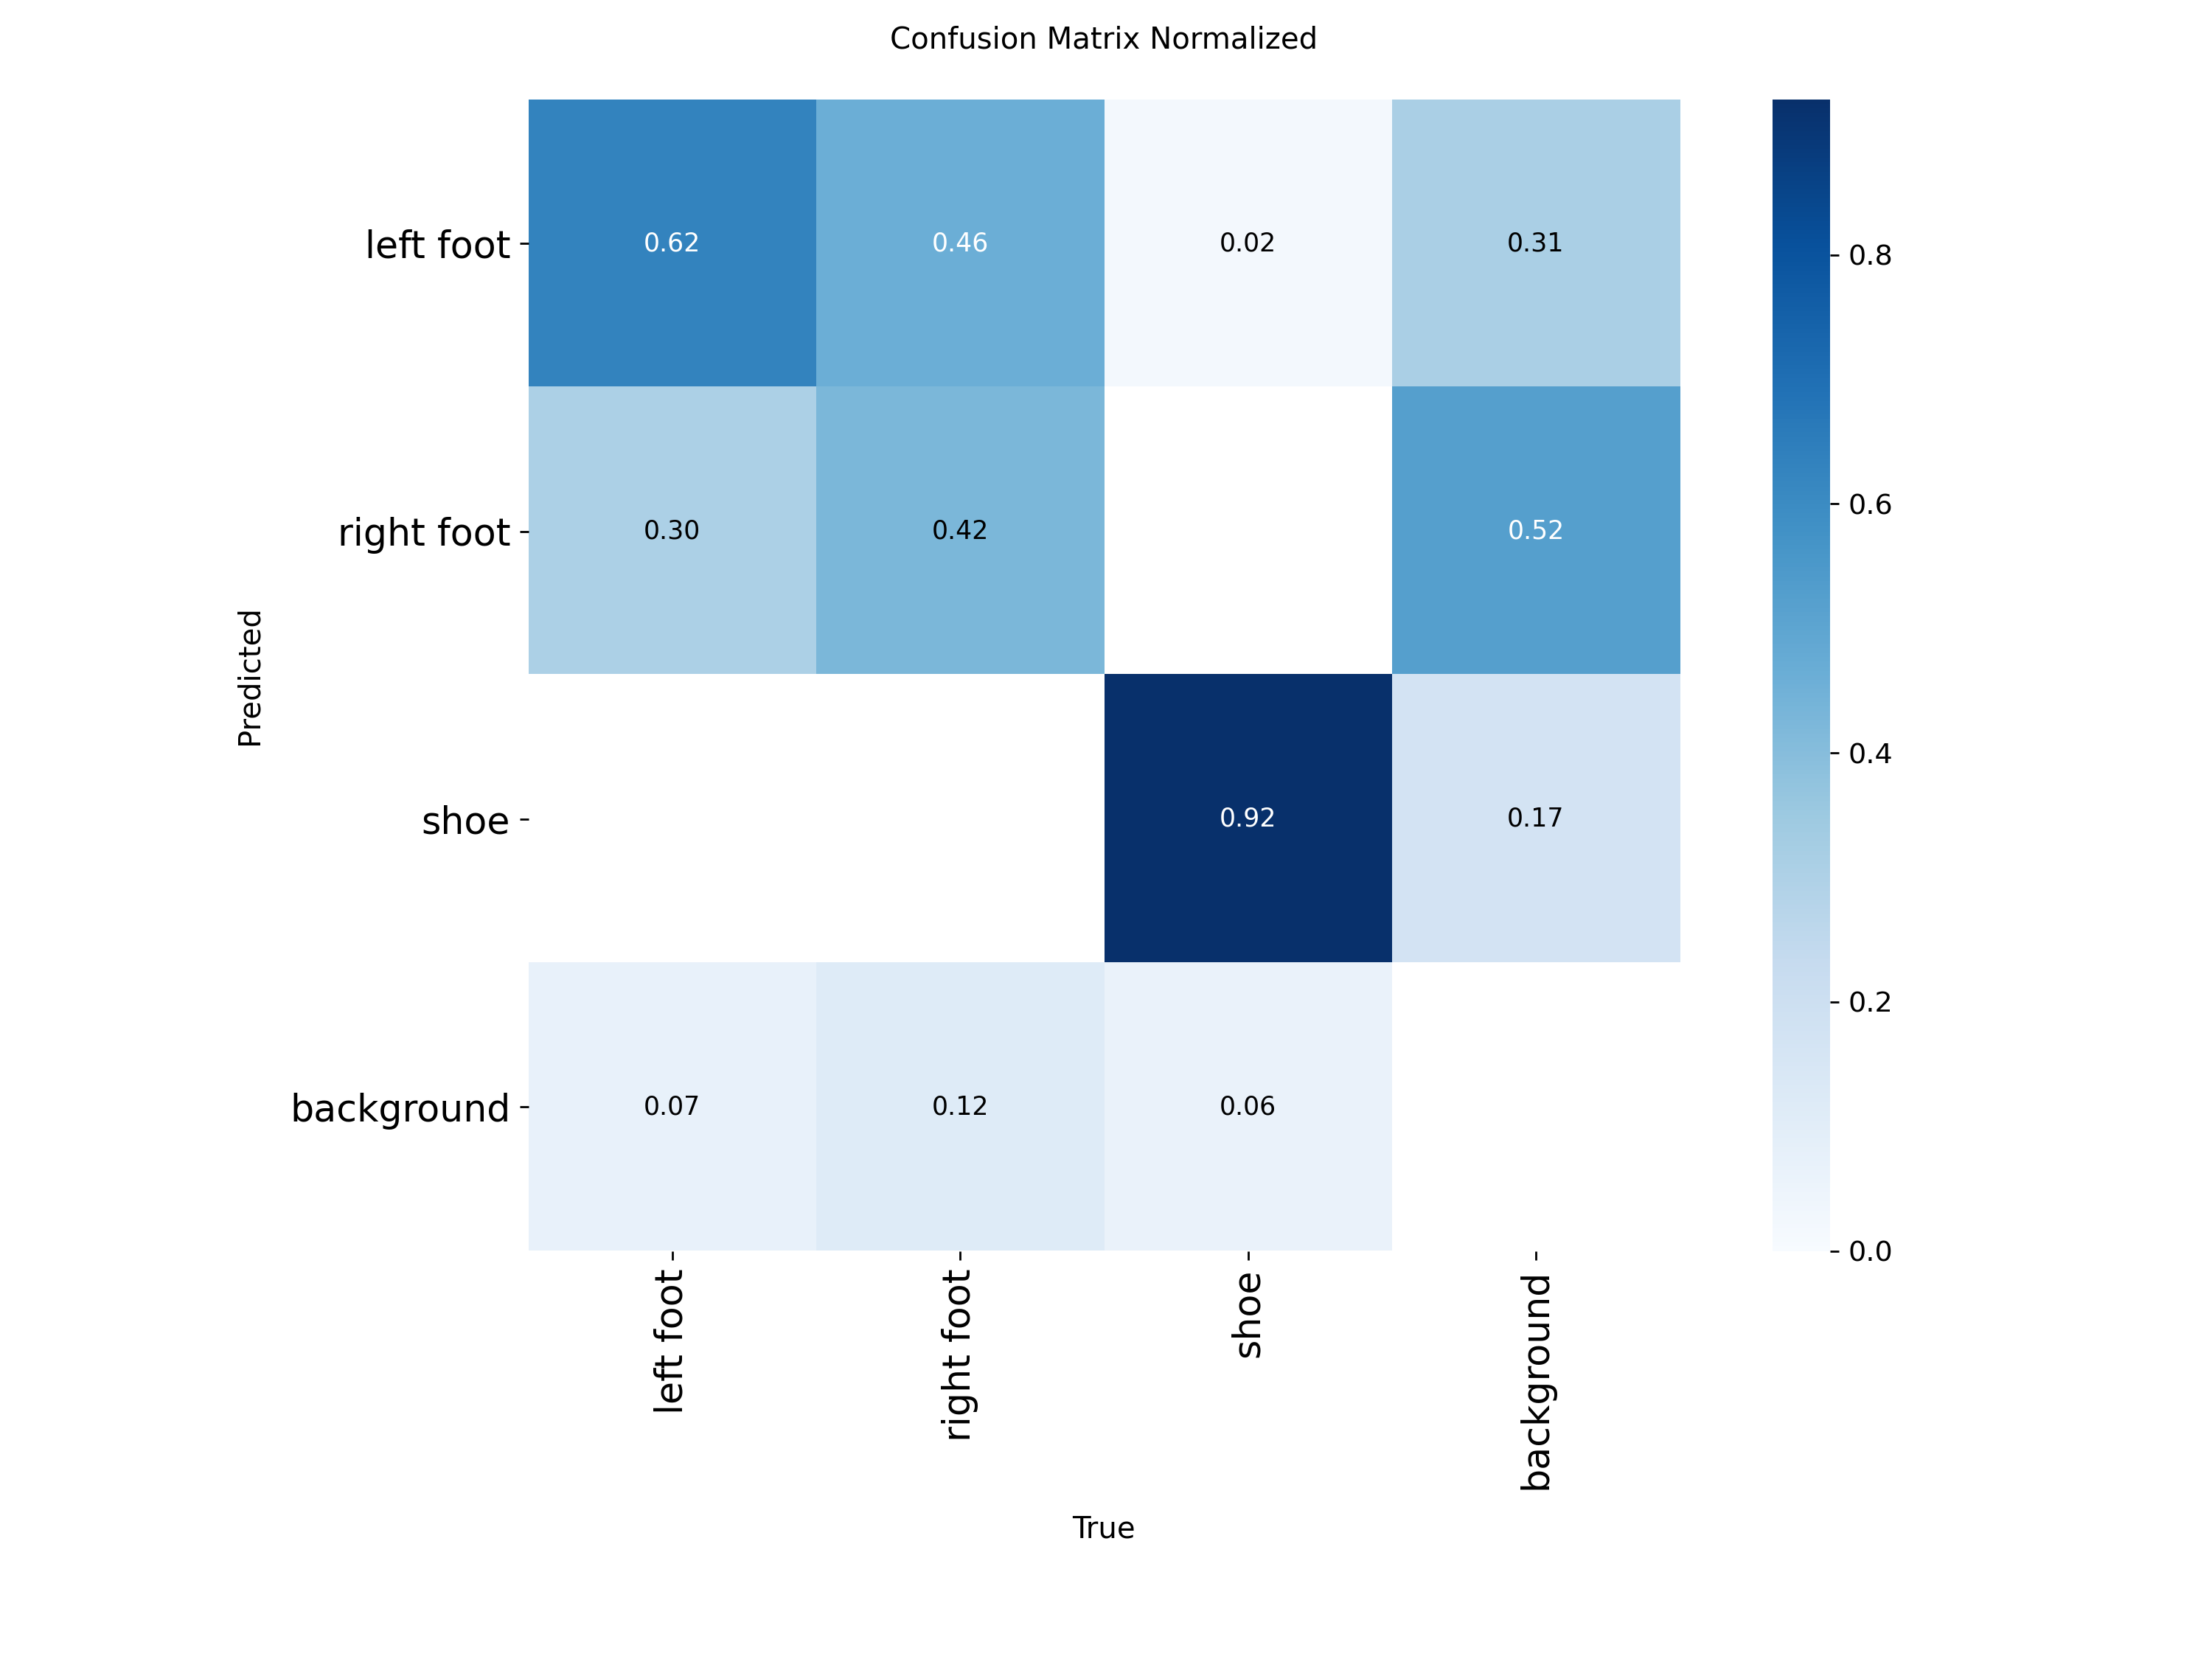 Confusion Matrix Normalized
left foot 0.62 0.46 0.02 0.31
0.8
right foot 0.30 0.42 0.52
0.6
Predicted
0.4
shoe 0.92 0.17
0.2
background 0.07 0.12 0.06
0.0
left foot
right foot
shoe
background
True